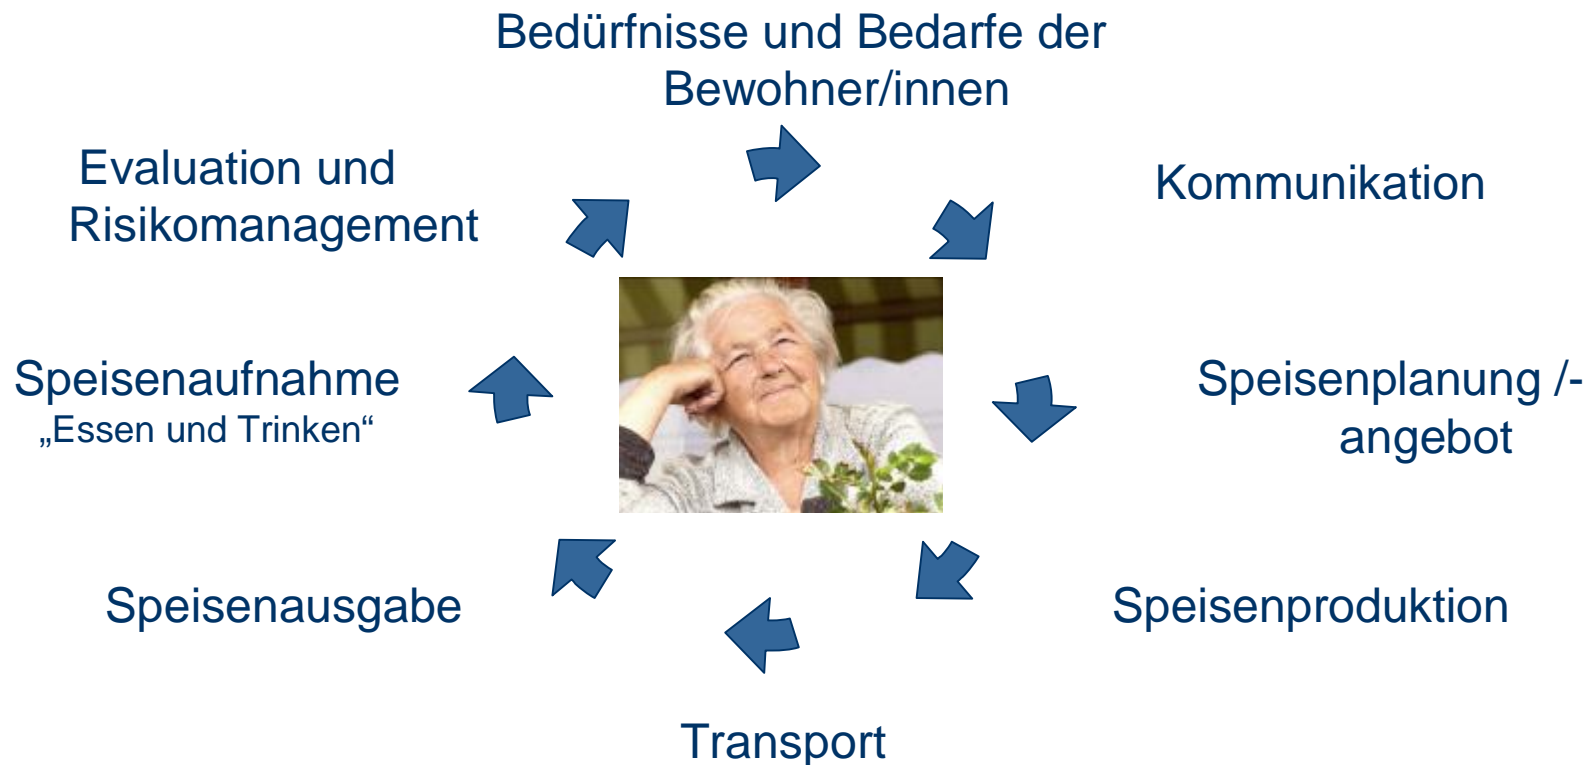 Bedürfnisse und Bedarfe der
Bewohner/innen
Kommunikation
Speisenplanung /-
angebot
Speisenproduktion
Transport
Speisenausgabe
Speisenaufnahme
„Essen und Trinken“
Evaluation und
Risikomanagement